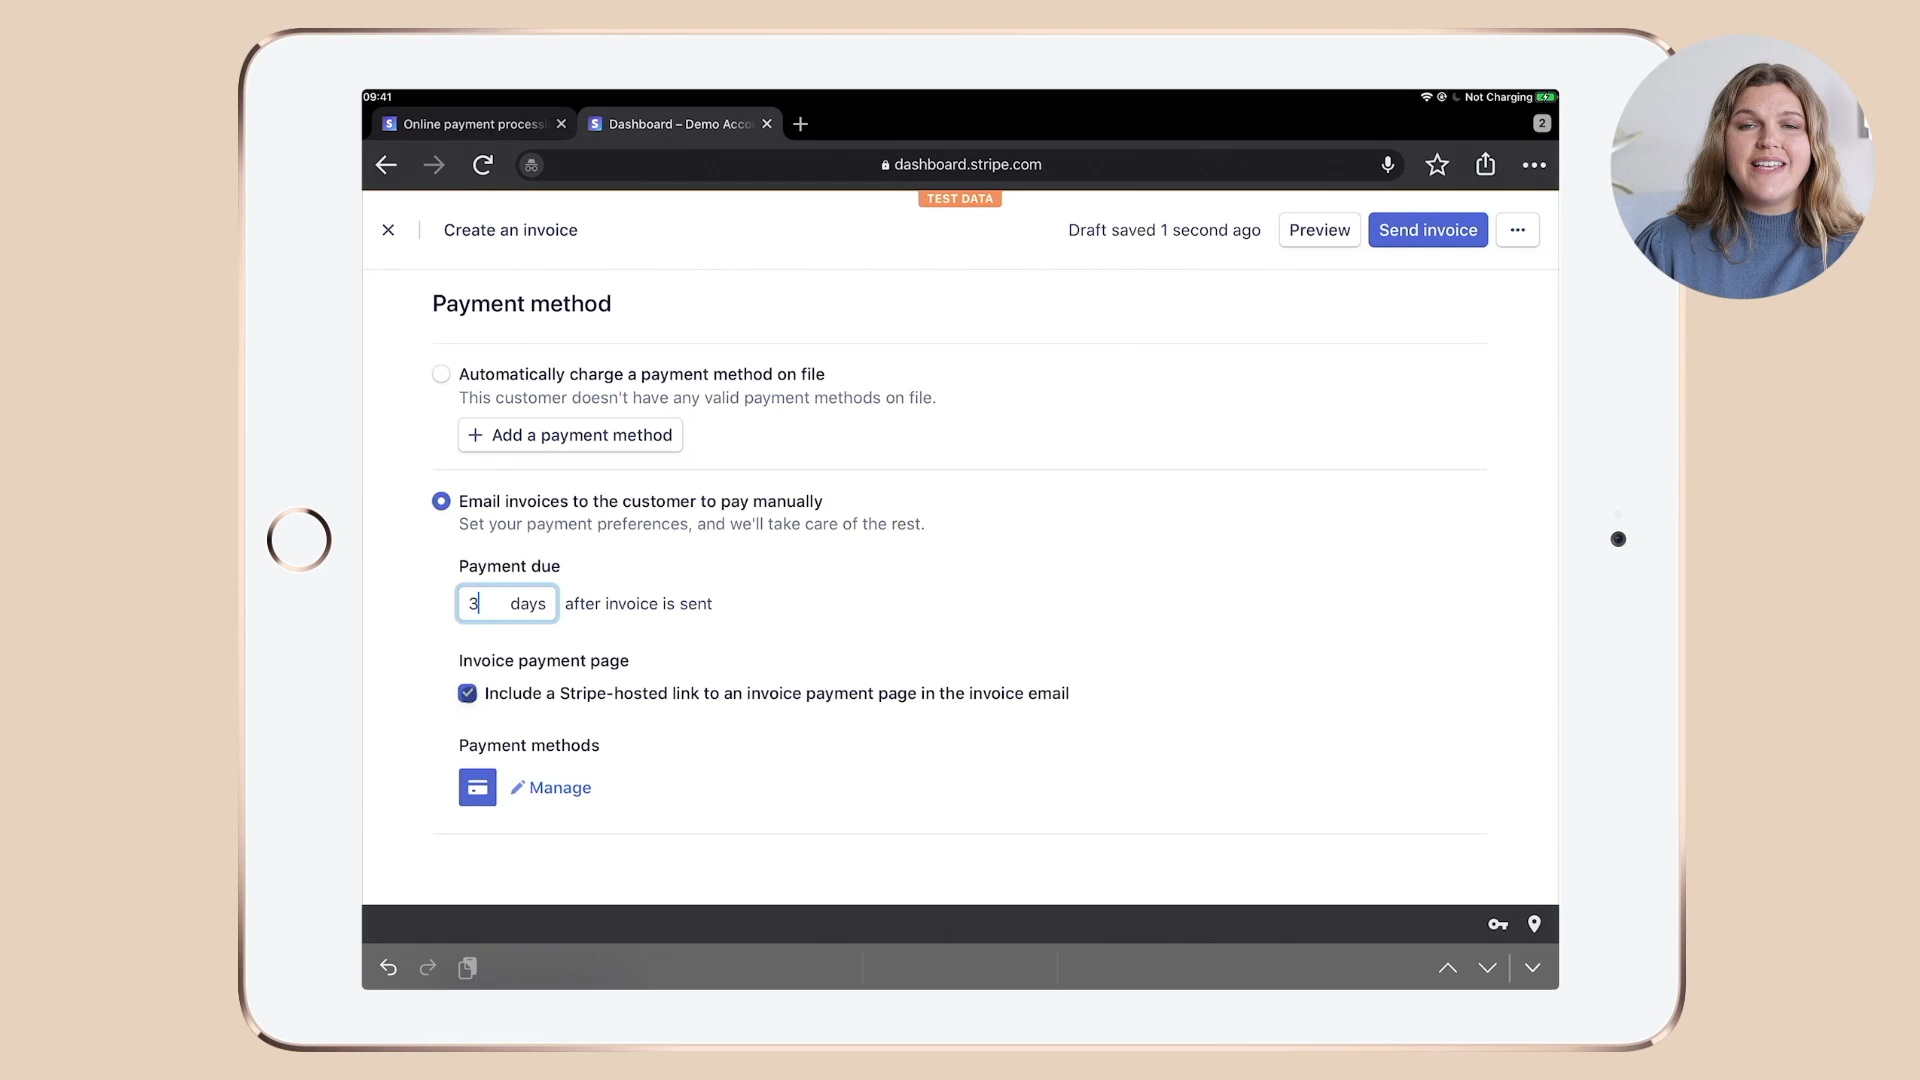 09:41
Not Charging
S Online payment processi
S Dashboard – Demo Acco
2
dashboard.stripe.com
TEST DATA
Create an invoice
Draft saved 1 second ago
Preview
Send invoice
Payment method
Automatically charge a payment method on file
This customer doesn't have any valid payment methods on file.
+ Add a payment method
Email invoices to the customer to pay manually
Set your payment preferences, and we'll take care of the rest.
Payment due
3 days after invoice is sent
Invoice payment page
Include a Stripe-hosted link to an invoice payment page in the invoice email
Payment methods
Manage